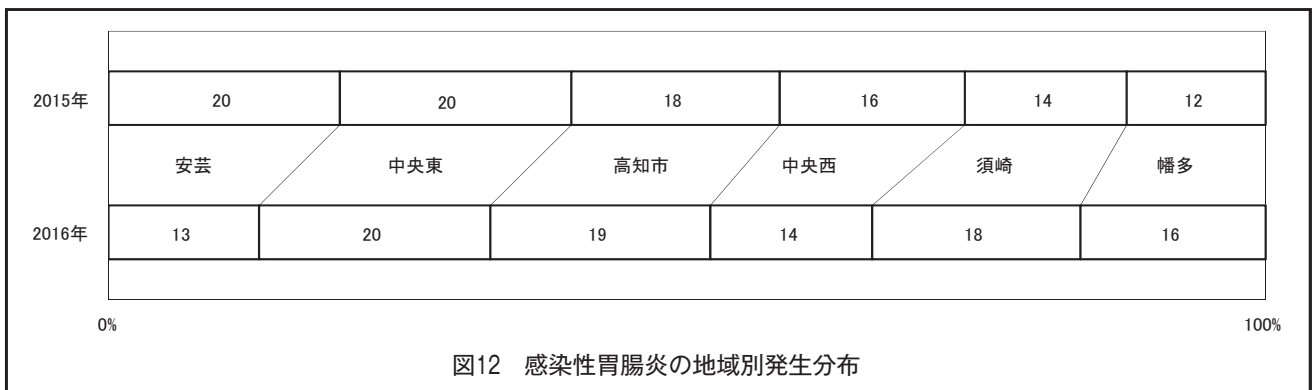 2015年 20 20 18 16 14 12
安芸 中央東 高知市 中央西 須崎 幡多
2016年 13 20 19 14 18 16
0% 100%
図12 感染性胃腸炎の地域別発生分布